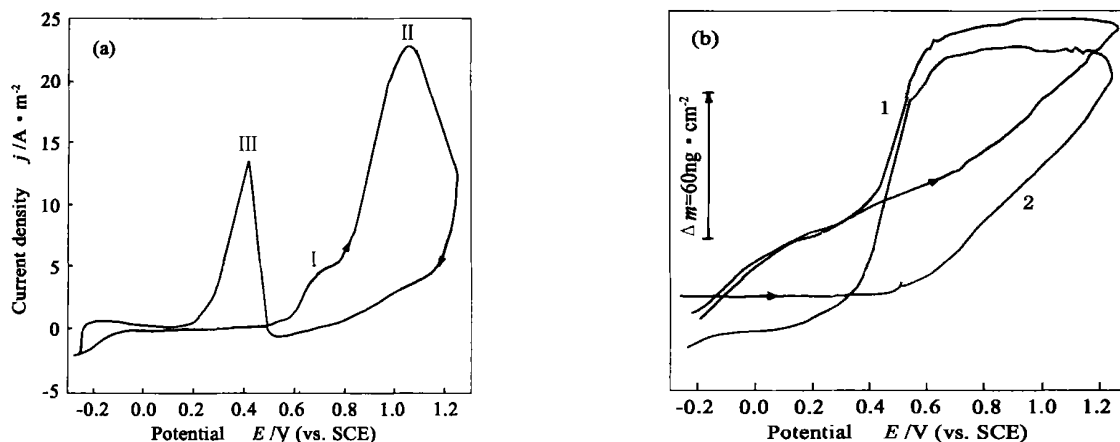 25
20
15
10
5
0
-5
Current density j /A·m⁻²
(a)
I
II
III
-0.2 0.0 0.2 0.4 0.6 0.8 1.0 1.2
Potential E /V (vs. SCE)
(b)
Δm=60ng·cm⁻²
1
2
-0.2 0.0 0.2 0.4 0.6 0.8 1.0 1.2
Potential E /V (vs. SCE)